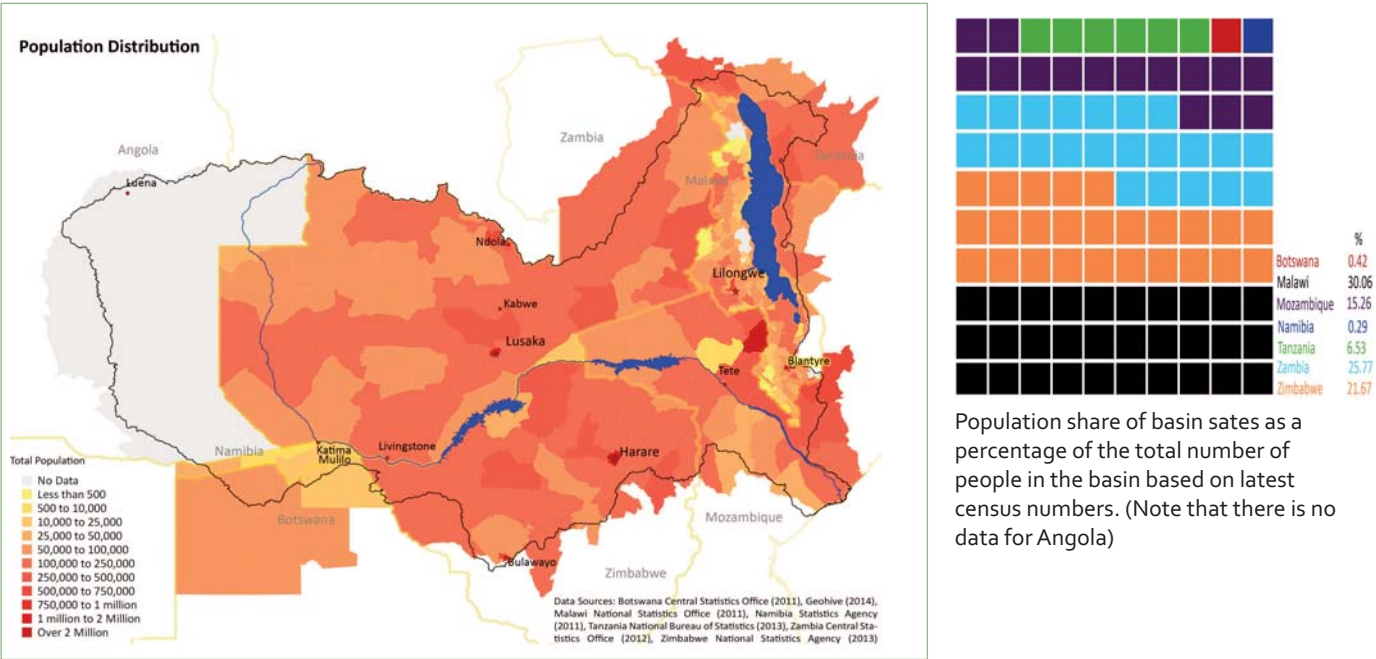 Population Distribution
Angola
Luena
Zambia
Tanzania
Malawi
Ndola
Lilongwe
Kabwe
Lusaka
Blantyre
Tete
Namibia
Katima
Mulilo
Livingstone
Harare
Botswana
Mozambique
Bulawayo
Zimbabwe
Total Population
No Data
Less than 500
500 to 10,000
10,000 to 25,000
25,000 to 50,000
50,000 to 100,000
100,000 to 250,000
250,000 to 500,000
500,000 to 750,000
750,000 to 1 million
1 million to 2 Million
Over 2 Million
Data Sources: Botswana Central Statistics Office (2011), Geohive (2014),
Malawi National Statistics Office (2011), Namibia Statistics Agency
(2011), Tanzania National Bureau of Statistics (2013), Zambia Central Sta-
tistics Office (2012), Zimbabwe National Statistics Agency (2013)
%
Botswana 0.42
Malawi 30.06
Mozambique 15.26
Namibia 0.29
Tanzania 6.53
Zambia 25.77
Zimbabwe 21.67
Population share of basin sates as a
percentage of the total number of
people in the basin based on latest
census numbers. (Note that there is no
data for Angola)